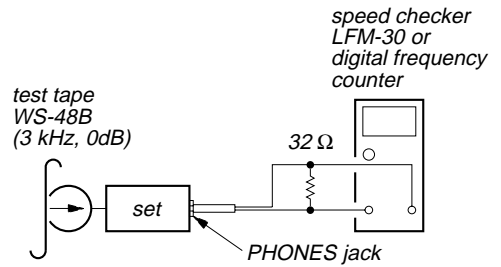 speed checker
LFM-30 or
digital frequency
counter
test tape
WS-48B
(3 kHz, 0dB)
32 Ω
set
PHONES jack